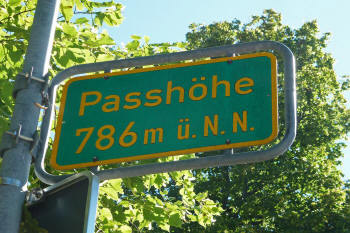 Passhöhe
786 m ü. N. N.